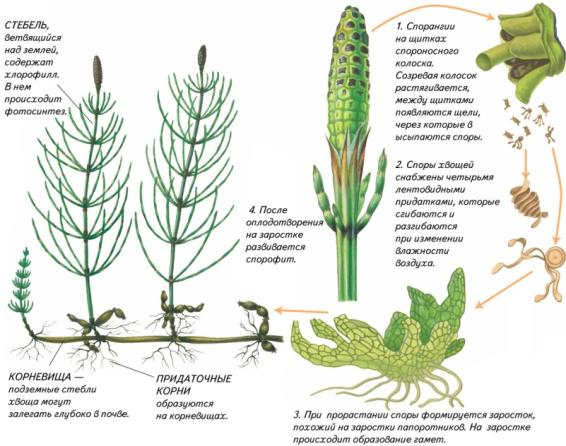 СТЕБЕЛЬ,
ветвящийся
над землей,
содержат
хлорофилл.
В нем
происходит
фотосинтез.
1. Спорангии
на щитках
спороносного
колоска.
Созревая колосок
растягивается,
между щитками
появляются щели,
через которые в
ысыпаются споры.
2. Споры хвощей
снабжены четырьмя
лентовидными
придатками, которые
сгибаются и
разгибаются
при изменении
влажности
воздуха.
4. После
оплодотворения
на заростке
развивается
спорофит.
КОРНЕВИЩА —
подземные стебли
хвоща могут
залегать глубоко в почве.
ПРИДАТОЧНЫЕ
КОРНИ
образуются
на корневищах.
3. При прорастании споры формируется заросток,
похожий на заростки папоротников. На заростке
происходит образование гамет.